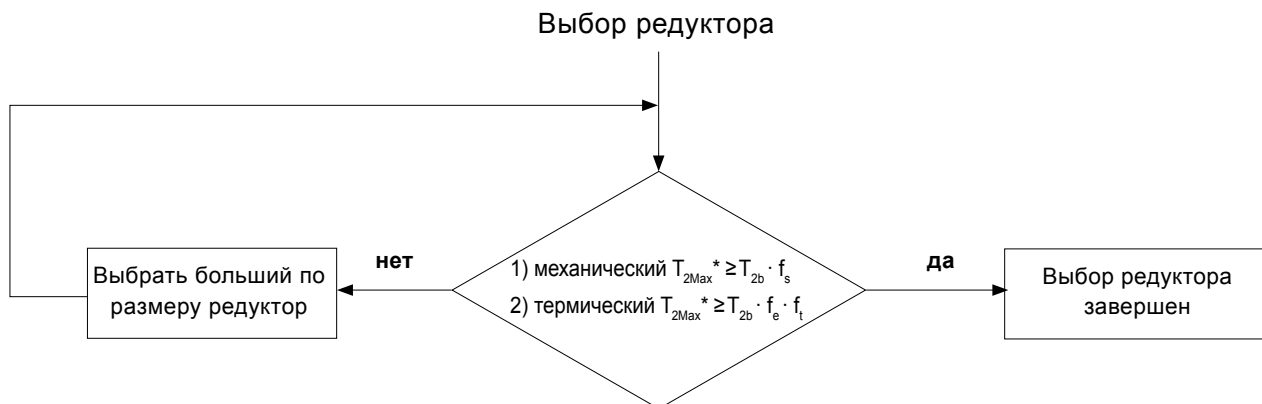 Выбор редуктора
нет
1) механический T2Max* ≥T2b · fs
да
Выбрать больший по
размеру редуктор
2) термический T2Max* ≥T2b · fe · ft
Выбор редуктора
завершен